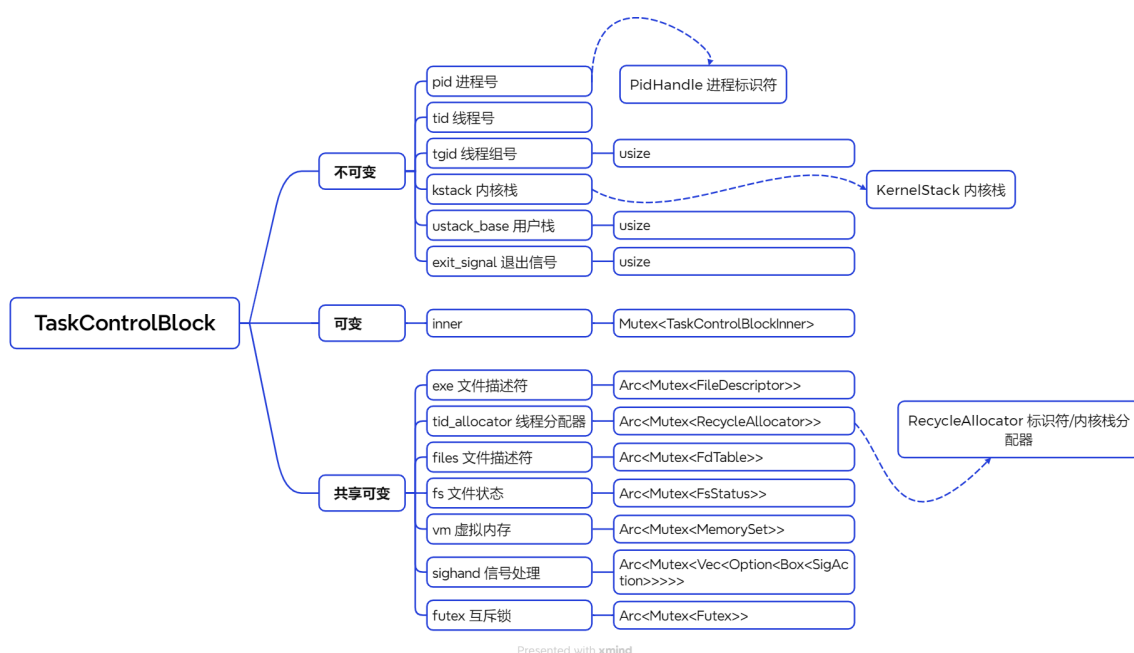 TaskControlBlock
不可变
pid 进程号
PidHandle 进程标识符
tid 线程号
tgid 线程组号
usize
kstack 内核栈
KernelStack 内核栈
ustack_base 用户栈
usize
exit_signal 退出信号
usize
可变
inner
Mutex<TaskControlBlockInner>
共享可变
exe 文件描述符
Arc<Mutex<FileDescriptor>>
tid_allocator 线程分配器
Arc<Mutex<RecycleAllocator>>
RecycleAllocator 标识符/内核栈分
配器
files 文件描述符
Arc<Mutex<FdTable>>
fs 文件状态
Arc<Mutex<FsStatus>>
vm 虚拟内存
Arc<Mutex<MemorySet>>
sighand 信号处理
Arc<Mutex<Vec<Option<Box<SigAc
tion>>>>>
futex 互斥锁
Arc<Mutex<Futex>>
Presented with xmind